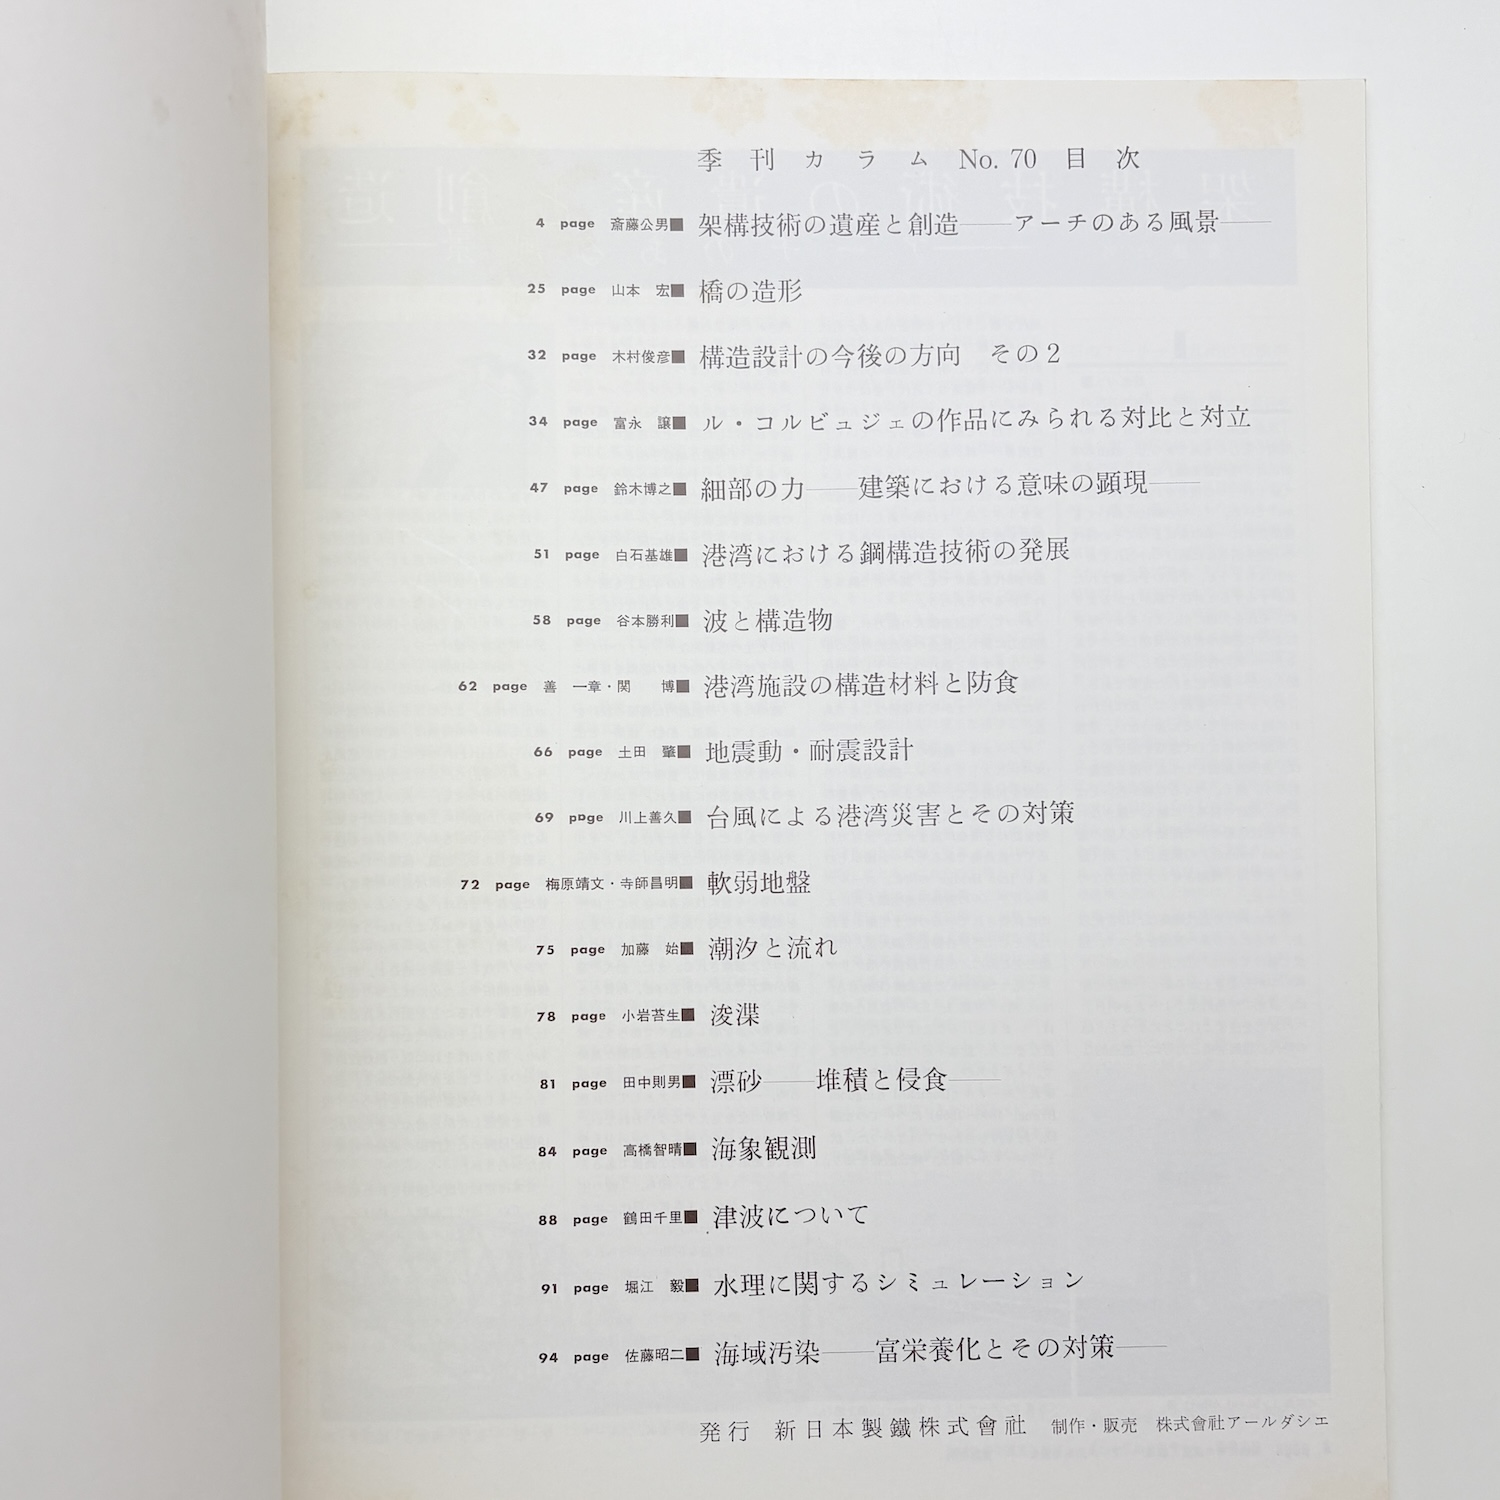 季刊カラム No. 70 目次
4 page 斎藤公男■ 架構技術の遺産と創造——アーチのある風景——
25 page 山本 宏■ 橋の造形
32 page 木村俊彦■ 構造設計の今後の方向 その2
34 page 富永 譲■ ル・コルビュジェの作品にみられる対比と対立
47 page 鈴木博之■ 細部の力——建築における意味の顕現——
51 page 白石基雄■ 港湾における鋼構造技術の発展
58 page 谷本勝利■ 波と構造物
62 page 善 一章・関 博■ 港湾施設の構造材料と防食
66 page 土田 肇■ 地震動・耐震設計
69 page 川上善久■ 台風による港湾災害とその対策
72 page 梅原靖文・寺師昌明■ 軟弱地盤
75 page 加藤 始■ 潮汐と流れ
78 page 小岩苔生■ 浚渫
81 page 田中則男■ 漂砂——堆積と侵食——
84 page 高橋智晴■ 海象観測
88 page 鶴田千里■ 津波について
91 page 堀江 毅■ 水理に関するシミュレーション
94 page 佐藤昭二■ 海域汚染——富栄養化とその対策——
発行 新日本製鐵株式會社 制作・販売 株式會社アールダシエ